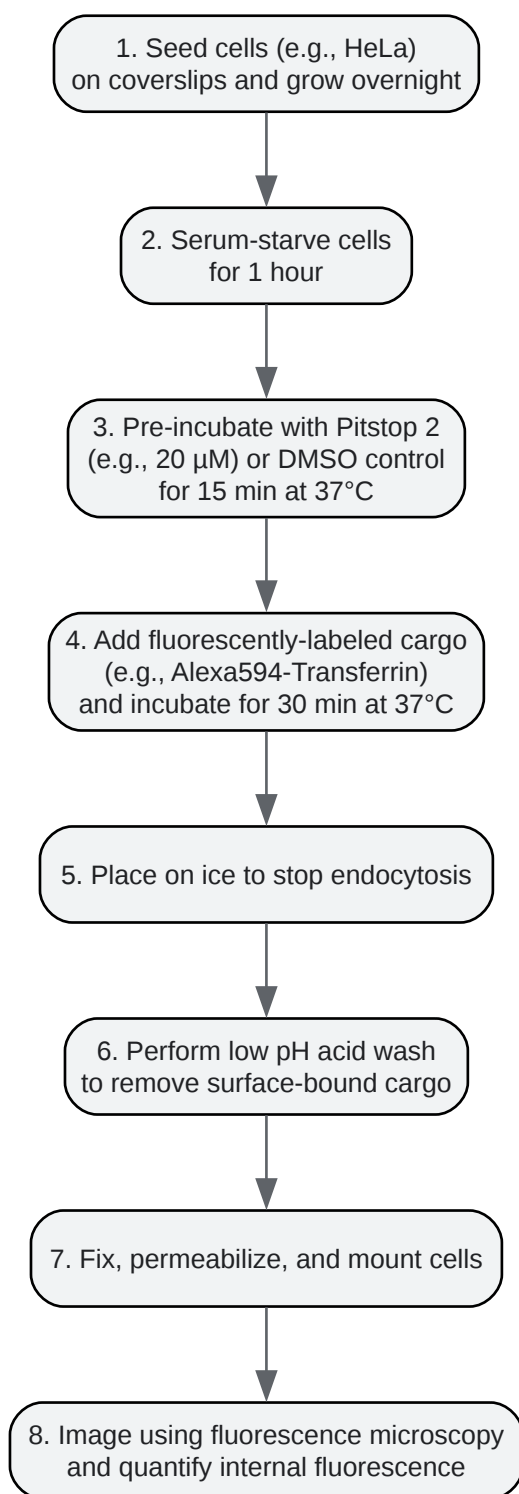 1. Seed cells (e.g., HeLa)
on coverslips and grow overnight
2. Serum-starve cells
for 1 hour
3. Pre-incubate with Pitstop 2
(e.g., 20 µM) or DMSO control
for 15 min at 37°C
4. Add fluorescently-labeled cargo
(e.g., Alexa594-Transferrin)
and incubate for 30 min at 37°C
5. Place on ice to stop endocytosis
6. Perform low pH acid wash
to remove surface-bound cargo
7. Fix, permeabilize, and mount cells
8. Image using fluorescence microscopy
and quantify internal fluorescence